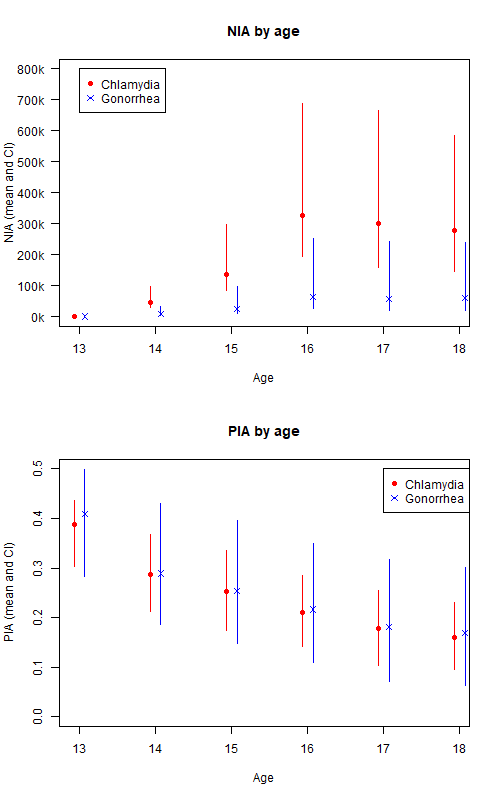 NIA by age
NIA (mean and CI)
800k
700k
600k
500k
400k
300k
200k
100k
0k
Chlamydia
Gonorrhea
13 14 15 16 17 18
Age
PIA by age
PIA (mean and CI)
0.5
0.4
0.3
0.2
0.1
0.0
Chlamydia
Gonorrhea
13 14 15 16 17 18
Age